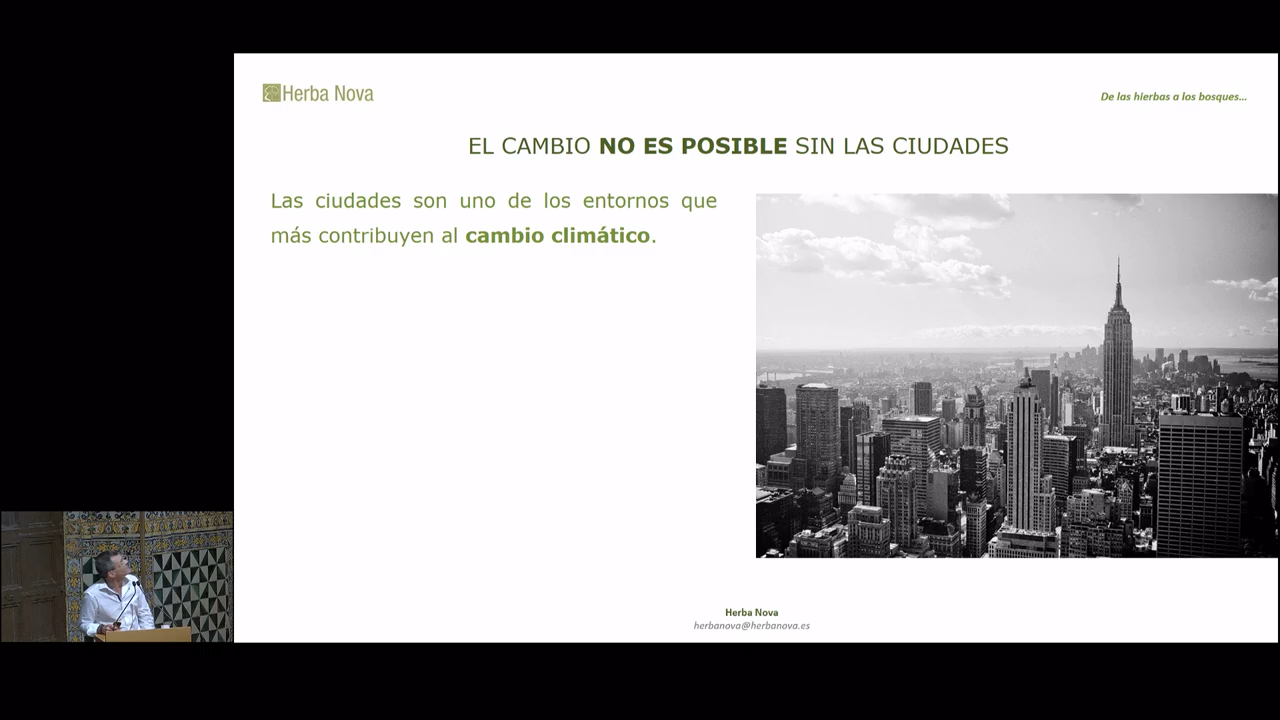 Herba Nova
De las hierbas a los bosques...
EL CAMBIO NO ES POSIBLE SIN LAS CIUDADES
Las ciudades son uno de los entornos que
más contribuyen al cambio climático.
Herba Nova
herbanova@herbanova.es